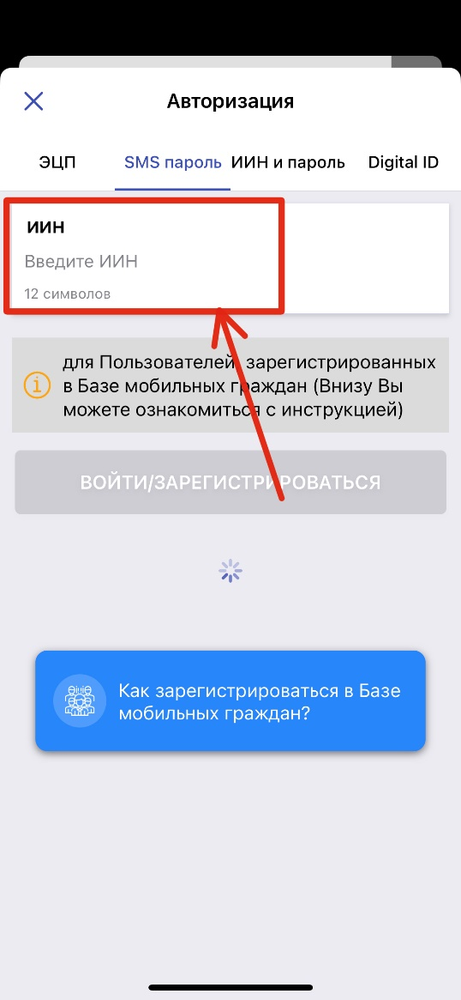 Авторизация
ЭЦП SMS пароль ИИН и пароль Digital ID
ИИН
Введите ИИН
12 символов
для Пользователей, зарегистрированных
в Базе мобильных граждан (Внизу Вы
можете ознакомиться с инструкцией)
ВОЙТИ/ЗАРЕГИСТРИРОВАТЬСЯ
Как зарегистрироваться в Базе
мобильных граждан?